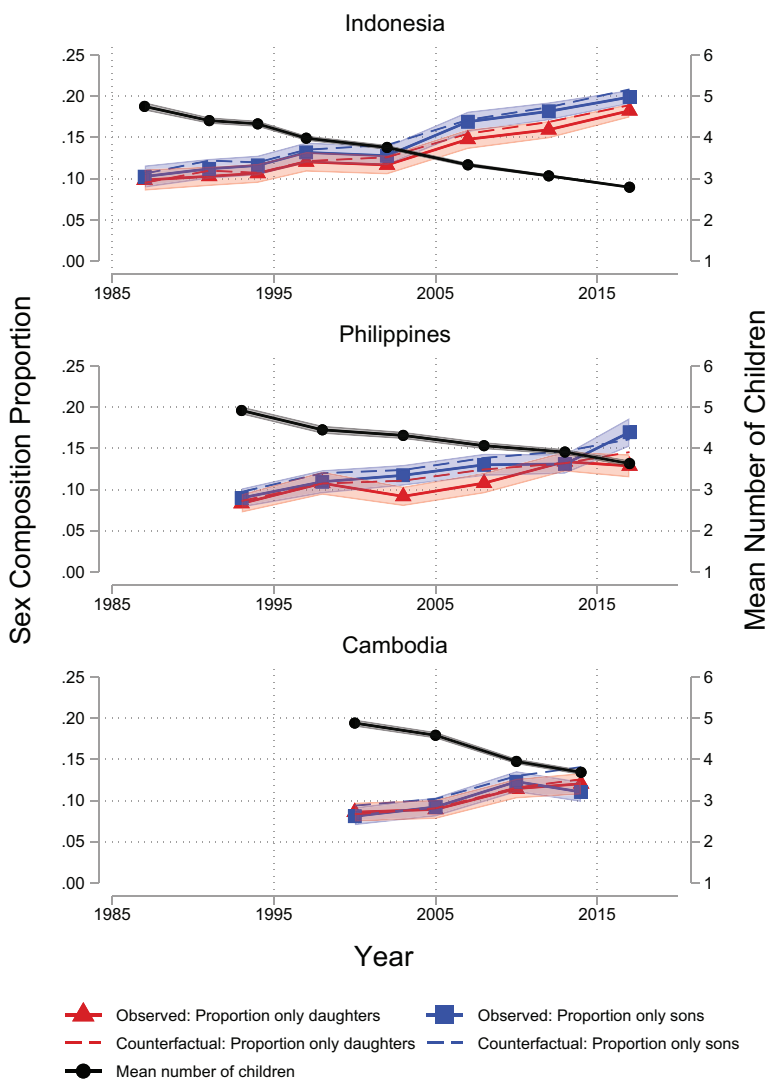 Indonesia
.25
.20
.15
.10
.05
.00
6
5
4
3
2
1
1985 1995 2005 2015
Philippines
.25
.20
.15
.10
.05
.00
6
5
4
3
2
1
1985 1995 2005 2015
Cambodia
.25
.20
.15
.10
.05
.00
6
5
4
3
2
1
1985 1995 2005 2015
Sex Composition Proportion
Mean Number of Children
Year
Observed: Proportion only daughters
Observed: Proportion only sons
Counterfactual: Proportion only daughters
Counterfactual: Proportion only sons
Mean number of children